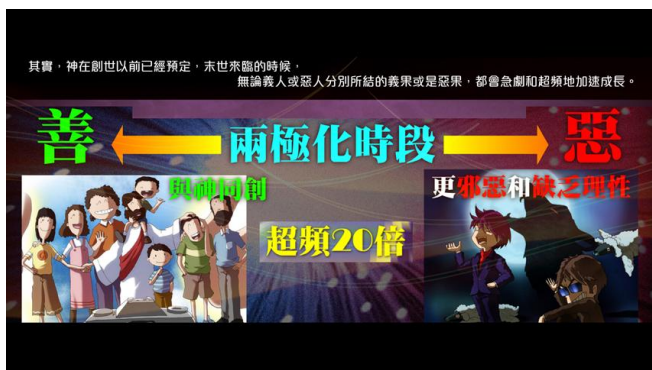 其實，神在創世以前已經預定，末世來臨的時候，
無論義人或惡人分別所結的義果或是惡果，都會急劇和超頻地加速成長。
善
兩極化時段
惡
與神同創
更邪惡和缺乏理性
超頻20倍